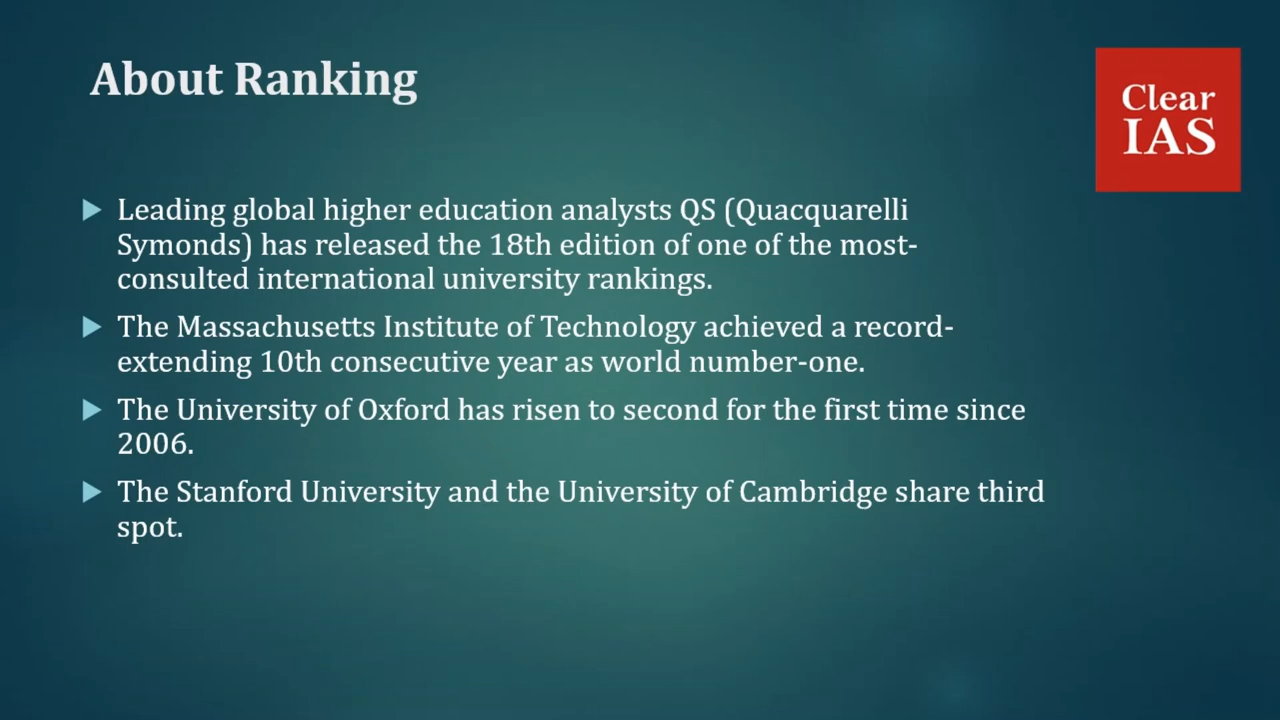 About Ranking
Clear
IAS
Leading global higher education analysts QS (Quacquarelli
Symonds) has released the 18th edition of one of the most-
consulted international university rankings.
The Massachusetts Institute of Technology achieved a record-
extending 10th consecutive year as world number-one.
The University of Oxford has risen to second for the first time since
2006.
The Stanford University and the University of Cambridge share third
spot.